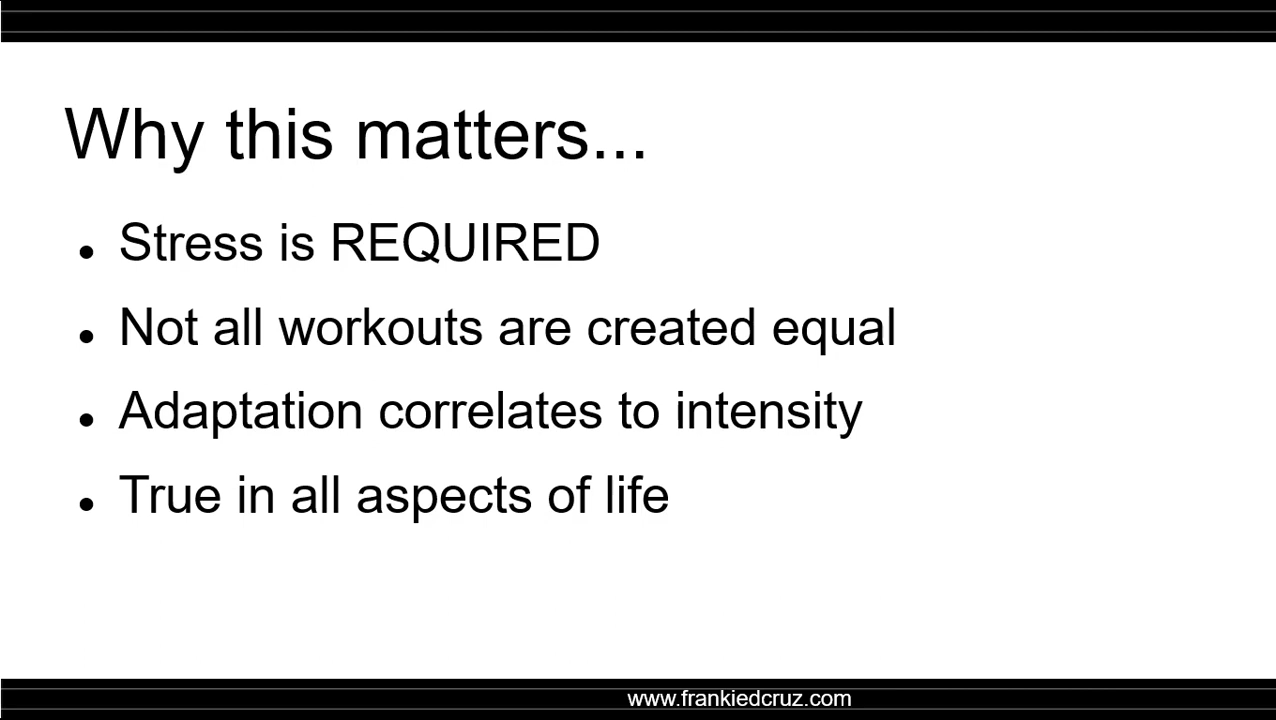 Why this matters...
• Stress is REQUIRED
• Not all workouts are created equal
• Adaptation correlates to intensity
• True in all aspects of life
www.frankiedcruz.com